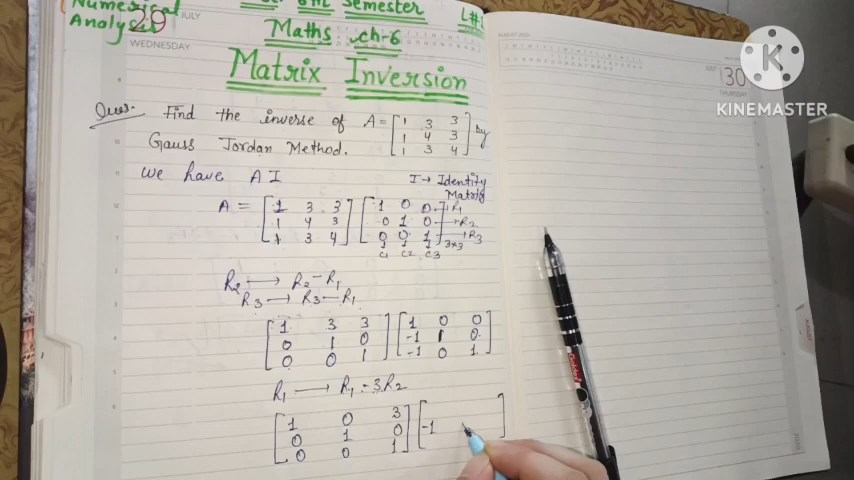 Numerical
Analysis
29 JULY
WEDNESDAY
Semester
L#
Maths ch-6
Matrix Inversion
Ques. Find the inverse of A = [ 1 3 3
1 4 3
1 3 4 ] by
Gauss Jordan Method.
We have A I
I → Identity
Matrix
A = [ 1 3 3
1 4 3
1 3 4 ] [ 1 0 0 → R1
0 1 0 → R2
0 0 1 → R3 ] 3×3
C1 C2 C3
R2 → R2 - R1
R3 → R3 - R1
[ 1 3 3
0 1 0
0 0 1 ] [ 1 0 0
-1 1 0
-1 0 1 ]
R1 → R1 - 3R2
[ 1 0 3
0 1 0
0 0 1 ] [
-1 ]
30
THURSDAY
KINEMASTER